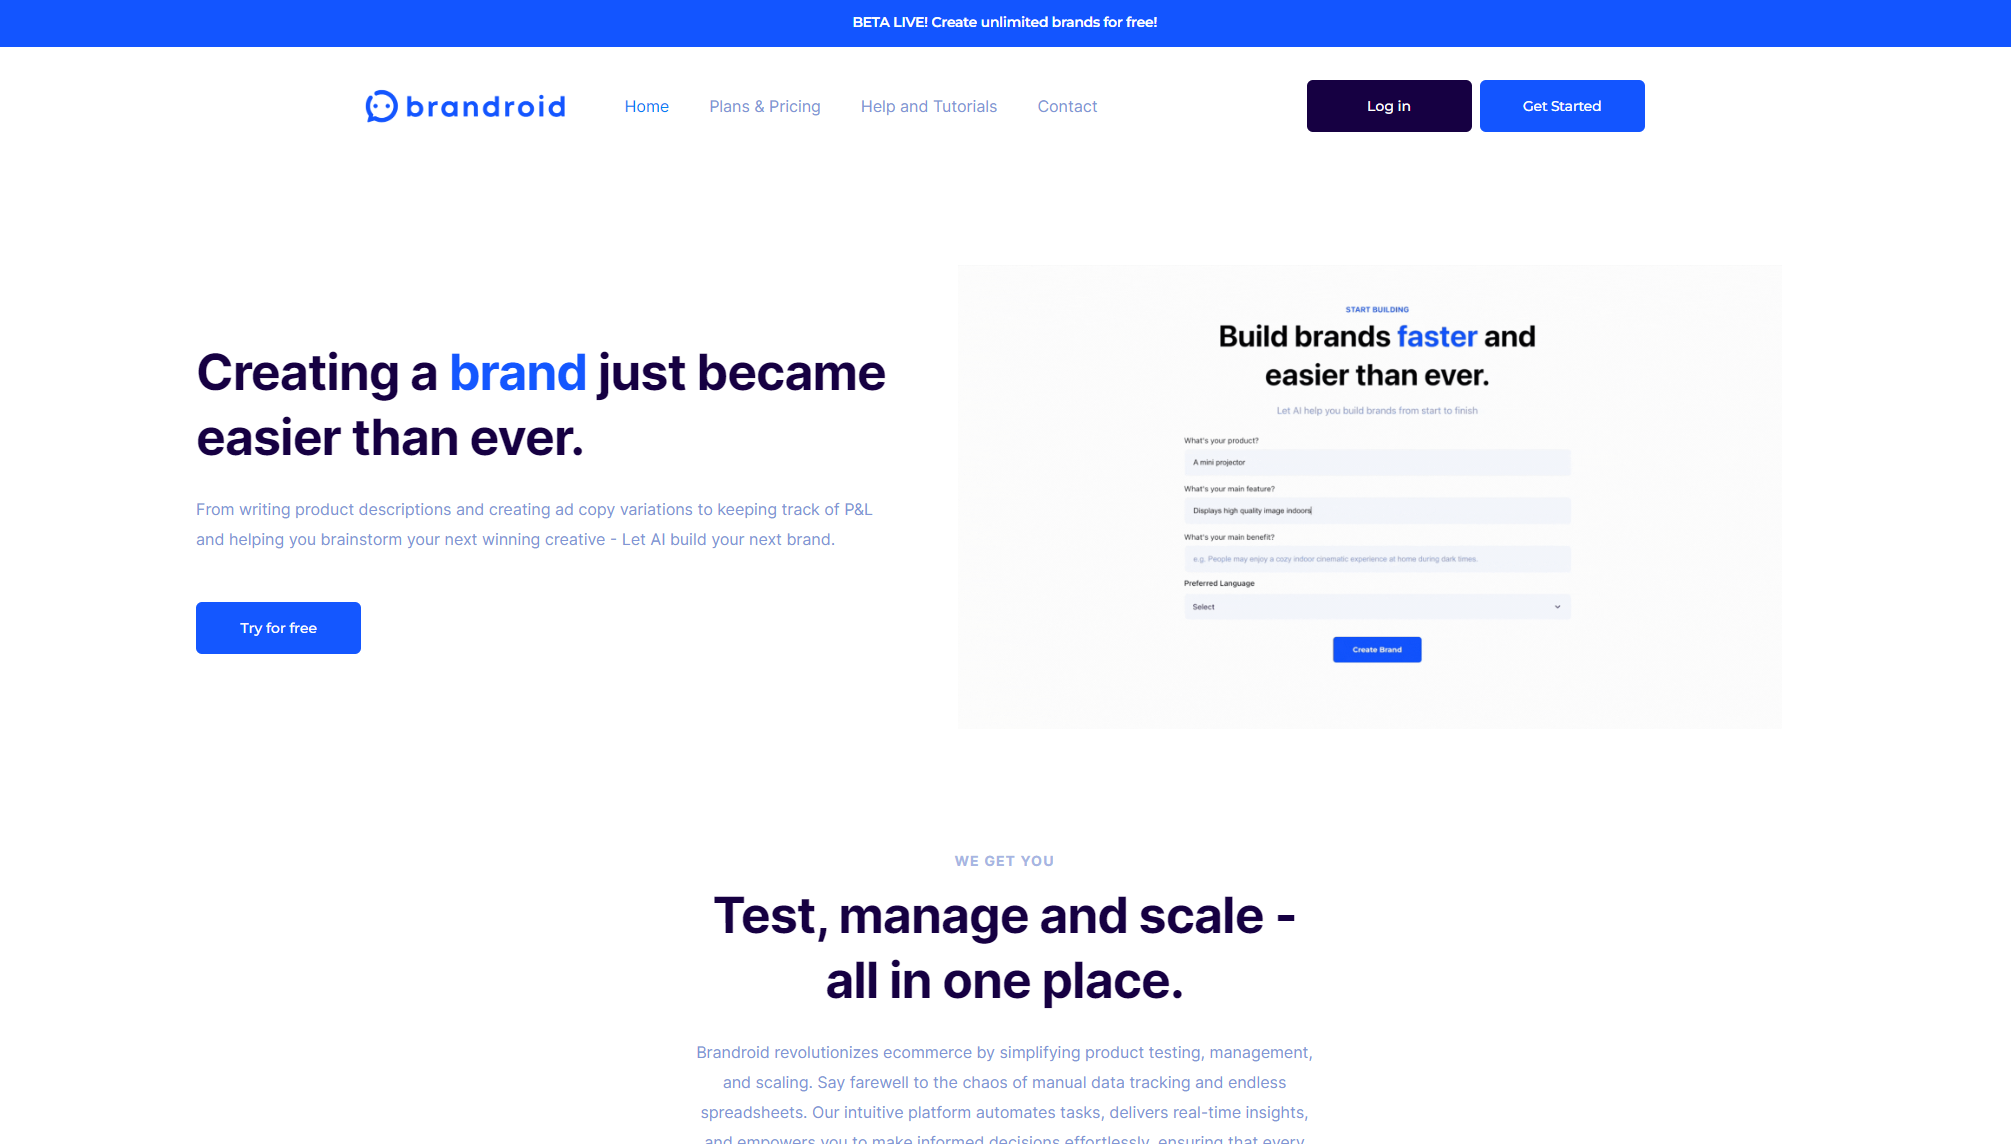 BETA LIVE! Create unlimited brands for free!
brandroid
Home
Plans & Pricing
Help and Tutorials
Contact
Log in
Get Started
Creating a brand just became
easier than ever.
From writing product descriptions and creating ad copy variations to keeping track of P&L
and helping you brainstorm your next winning creative - Let AI build your next brand.
Try for free
START BUILDING
Build brands faster and
easier than ever.
Let AI help you build brands from start to finish
What's your product?
A mini projector
What's your main feature?
Displays high quality image indoors
What's your main benefit?
e.g. People may enjoy a cozy indoor cinematic experience at home during dark times.
Preferred Language
Select
Create Brand
WE GET YOU
Test, manage and scale -
all in one place.
Brandroid revolutionizes ecommerce by simplifying product testing, management,
and scaling. Say farewell to the chaos of manual data tracking and endless
spreadsheets. Our intuitive platform automates tasks, delivers real-time insights,
and empowers you to make informed decisions effortlessly, ensuring that every